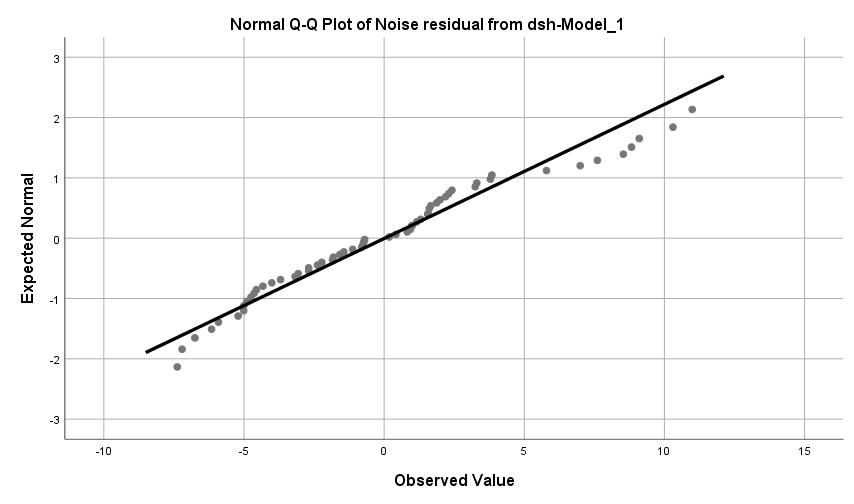 Normal Q-Q Plot of Noise residual from dsh-Model_1
3
2
1
0
-1
-2
-3
Expected Normal
-10 -5 0 5 10 15
Observed Value